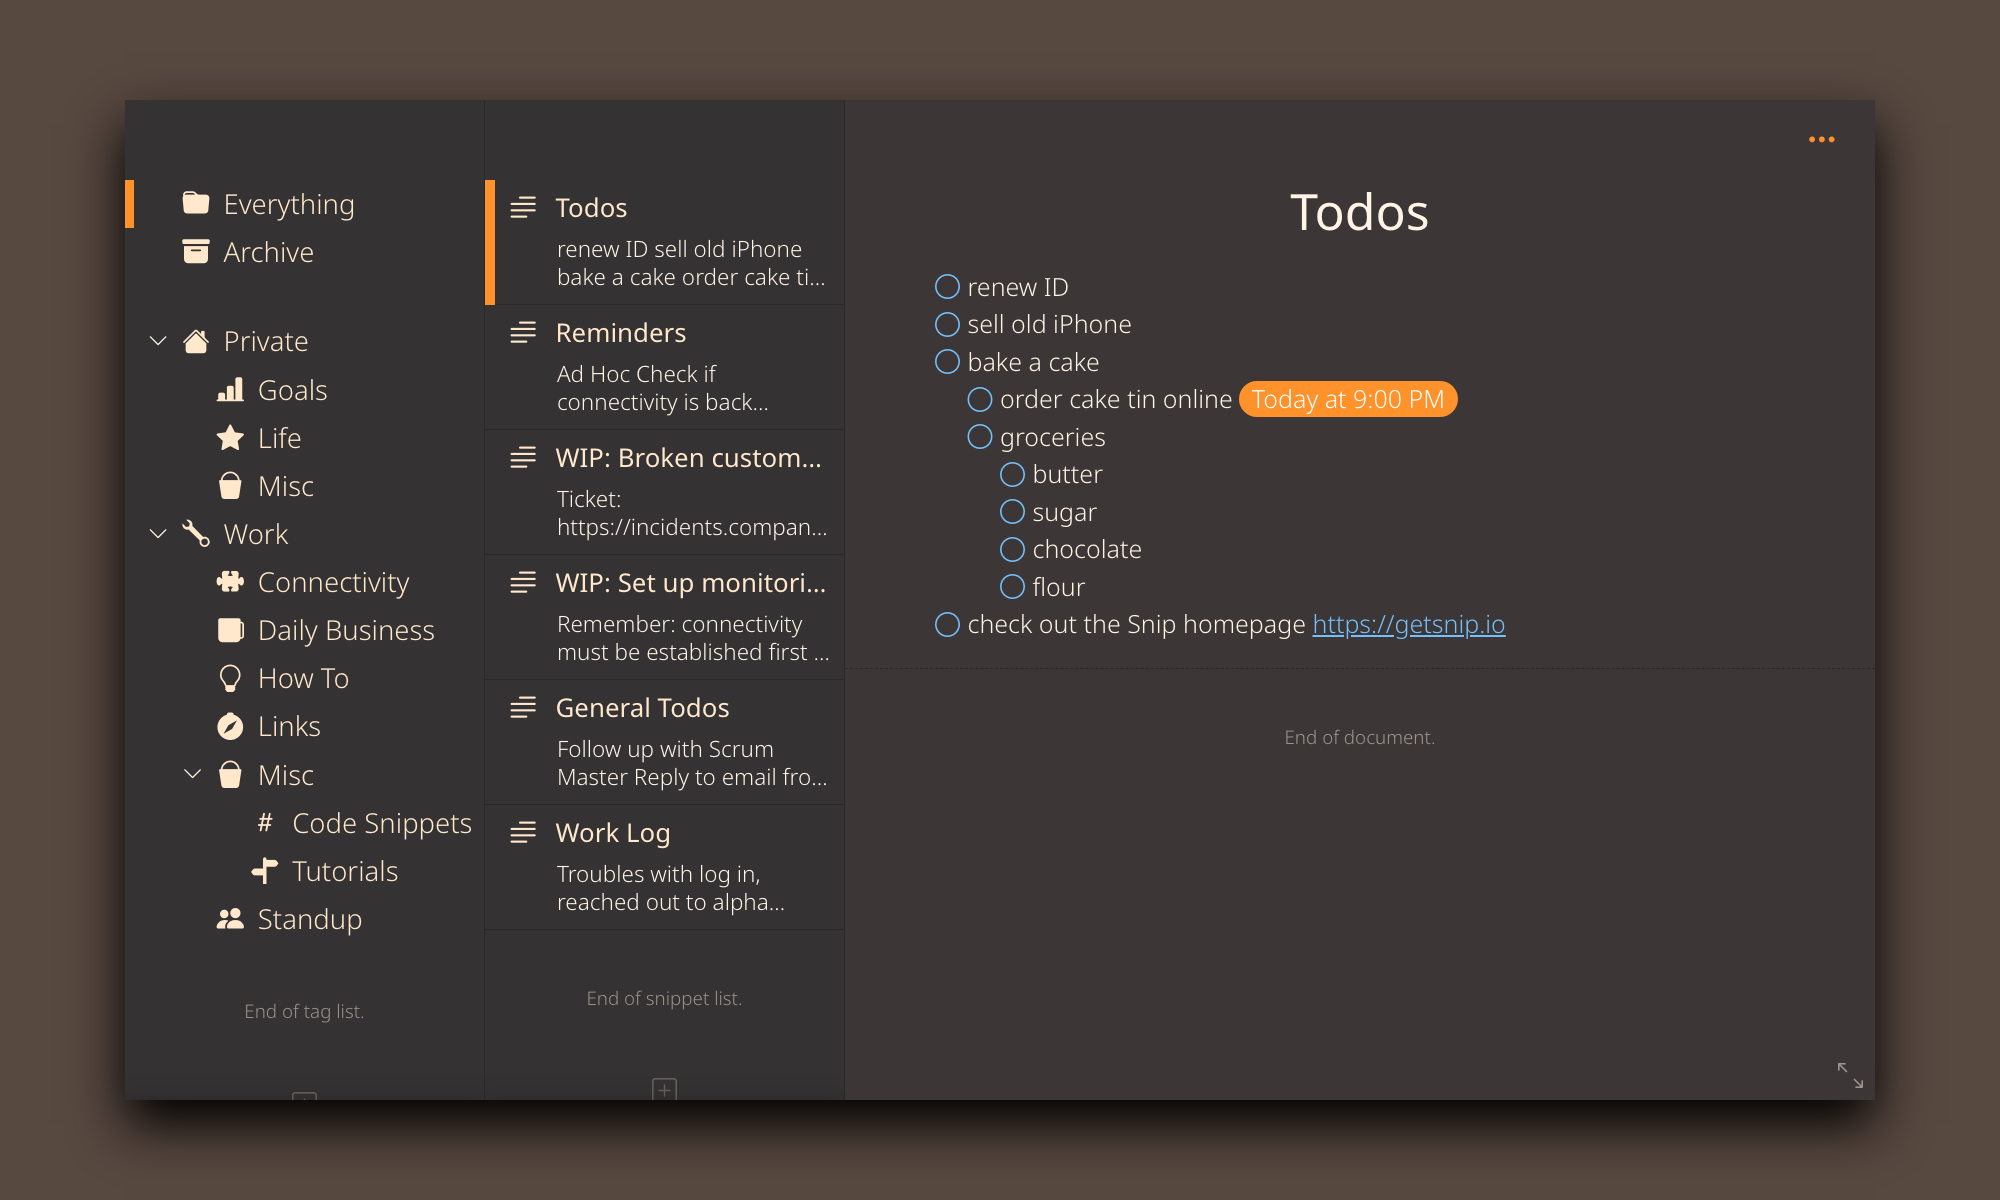 Everything
Archive
Private
Goals
Life
Misc
Work
Connectivity
Daily Business
How To
Links
Misc
# Code Snippets
Tutorials
Standup
End of tag list.
Todos
renew ID sell old iPhone
bake a cake order cake ti...
Reminders
Ad Hoc Check if
connectivity is back...
WIP: Broken custom...
Ticket:
https://incidents.compan...
WIP: Set up monitori...
Remember: connectivity
must be established first ...
General Todos
Follow up with Scrum
Master Reply to email fro...
Work Log
Troubles with log in,
reached out to alpha...
End of snippet list.
Todos
renew ID
sell old iPhone
bake a cake
order cake tin online Today at 9:00 PM
groceries
butter
sugar
chocolate
flour
check out the Snip homepage https://getsnip.io
End of document.